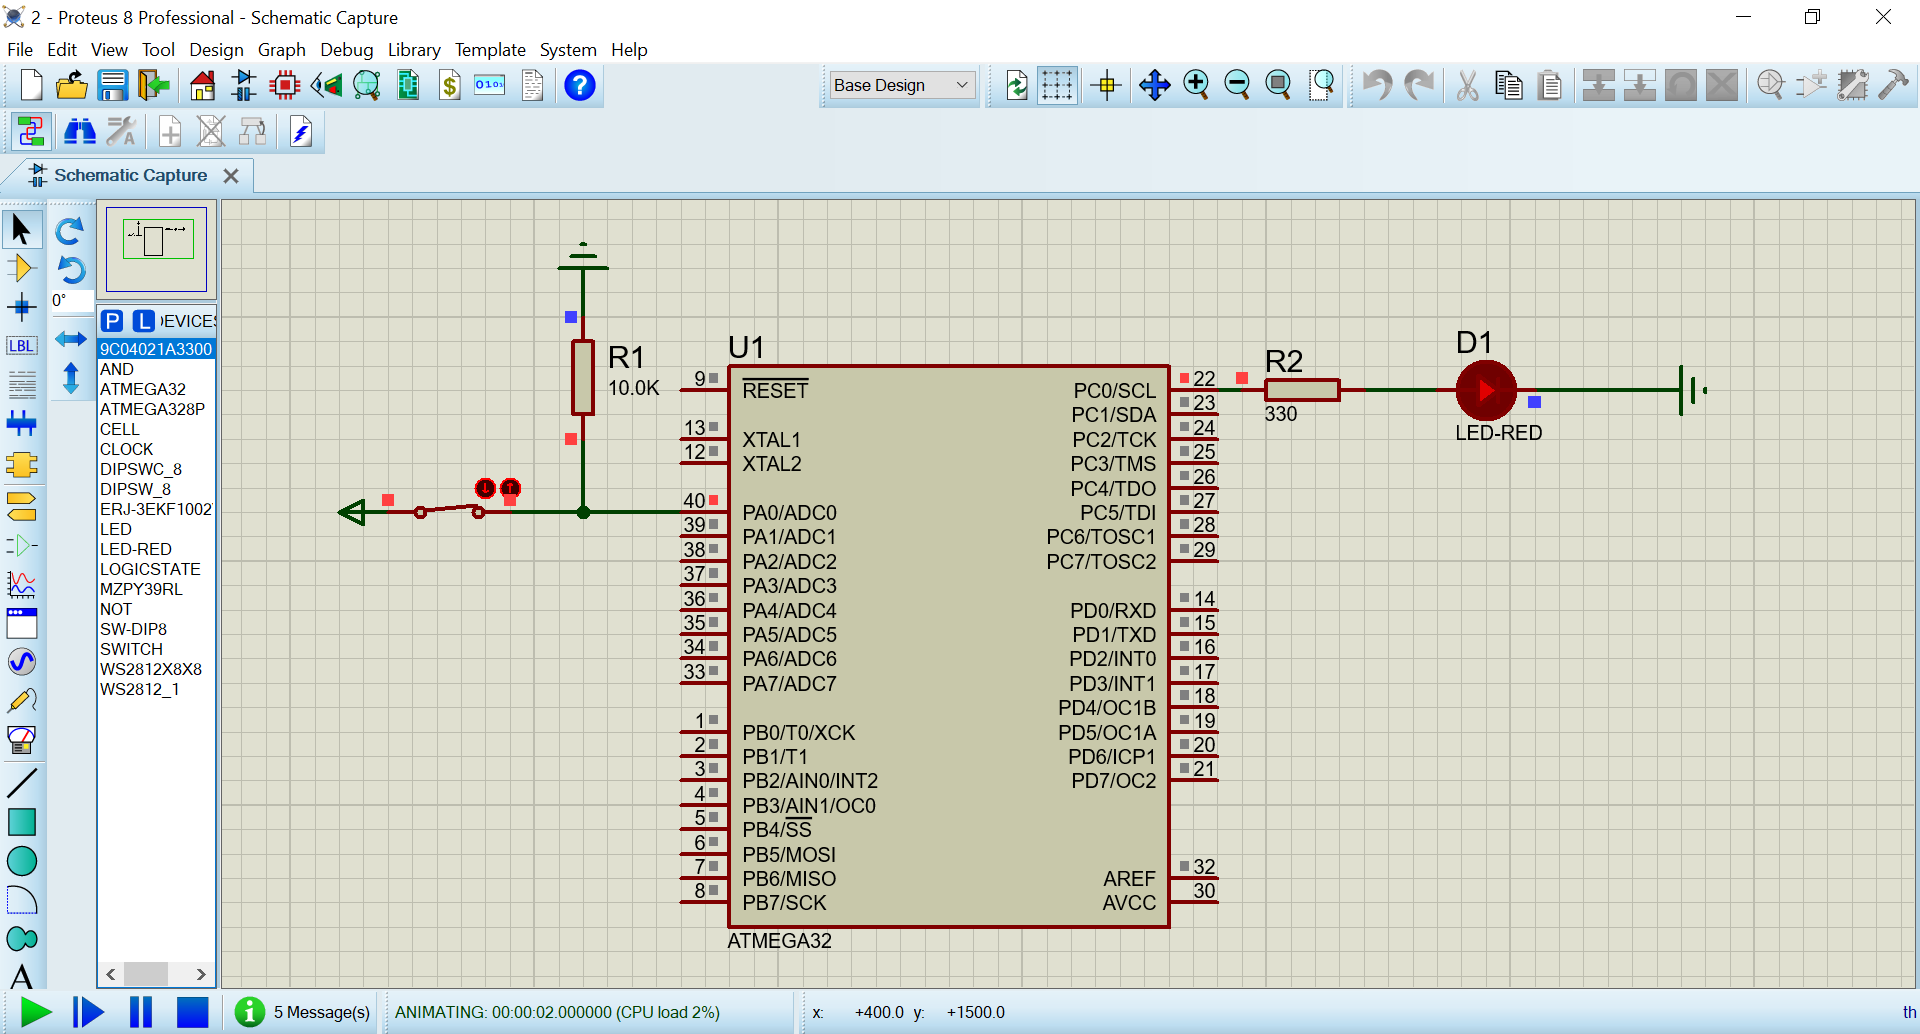 2 - Proteus 8 Professional - Schematic Capture
File Edit View Tool Design Graph Debug Library Template System Help
$
0101
?
Base Design
Schematic Capture
0°
P L DEVICES
LBL
9C04021A3300
AND
ATMEGA32
ATMEGA328P
CELL
CLOCK
DIPSWC_8
DIPSW_8
ERJ-3EKF1002
LED
LED-RED
LOGICSTATE
MZPY39RL
NOT
SW-DIP8
SWITCH
WS2812X8X8
WS2812_1
A
R1
10.0K
U1
9 RESET
13 XTAL1
12 XTAL2
40 PA0/ADC0
39 PA1/ADC1
38 PA2/ADC2
37 PA3/ADC3
36 PA4/ADC4
35 PA5/ADC5
34 PA6/ADC6
33 PA7/ADC7
1 PB0/T0/XCK
2 PB1/T1
3 PB2/AIN0/INT2
4 PB3/AIN1/OC0
5 PB4/SS
6 PB5/MOSI
7 PB6/MISO
8 PB7/SCK
PC0/SCL 22
PC1/SDA 23
PC2/TCK 24
PC3/TMS 25
PC4/TDO 26
PC5/TDI 27
PC6/TOSC1 28
PC7/TOSC2 29
PD0/RXD 14
PD1/TXD 15
PD2/INT0 16
PD3/INT1 17
PD4/OC1B 18
PD5/OC1A 19
PD6/ICP1 20
PD7/OC2 21
AREF 32
AVCC 30
ATMEGA32
R2
330
D1
LED-RED
5 Message(s)
ANIMATING: 00:00:02.000000 (CPU load 2%)
x: +400.0 y: +1500.0
th